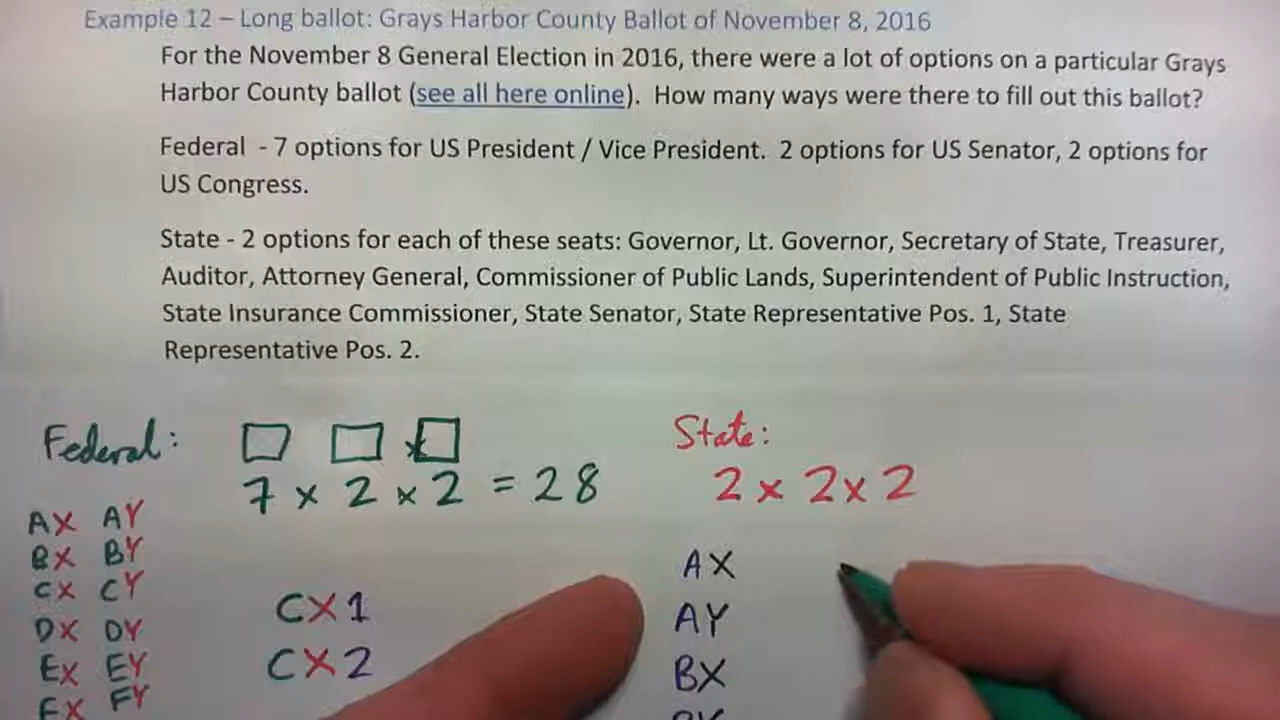 Example 12 – Long ballot: Grays Harbor County Ballot of November 8, 2016
For the November 8 General Election in 2016, there were a lot of options on a particular Grays
Harbor County ballot (see all here online).  How many ways were there to fill out this ballot?
Federal  - 7 options for US President / Vice President.  2 options for US Senator, 2 options for
US Congress.
State - 2 options for each of these seats: Governor, Lt. Governor, Secretary of State, Treasurer,
Auditor, Attorney General, Commissioner of Public Lands, Superintendent of Public Instruction,
State Insurance Commissioner, State Senator, State Representative Pos. 1, State
Representative Pos. 2.
Federal:
7 x 2 x 2 = 28
AX AY
BX BY
CX CY
DX DY
EX EY
FX FY
CX1
CX2
State:
2 x 2 x 2
AX
AY
BX